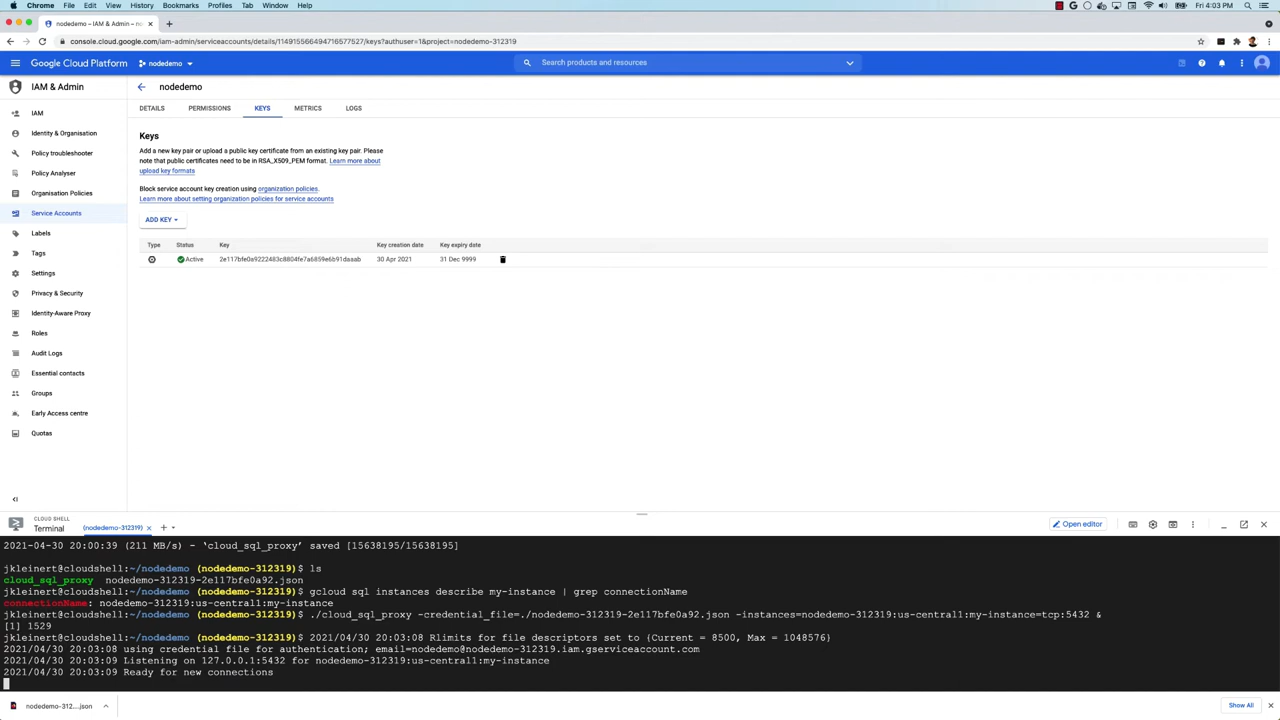 Chrome File Edit View History Bookmarks Profiles Tab Window Help Fri 4:03 PM
nodedemo – IAM & Admin – no
console.cloud.google.com/iam-admin/serviceaccounts/details/114915566494716577527/keys?authuser=1&project=nodedemo-312319
Google Cloud Platform nodedemo Search products and resources
IAM & Admin
nodedemo
DETAILS PERMISSIONS KEYS METRICS LOGS
IAM
Identity & Organisation
Policy troubleshooter
Policy Analyser
Organisation Policies
Service Accounts
Labels
Tags
Settings
Privacy & Security
Identity-Aware Proxy
Roles
Audit Logs
Essential contacts
Groups
Early Access centre
Quotas
Keys
Add a new key pair or upload a public key certificate from an existing key pair. Please
note that public certificates need to be in RSA_X509_PEM format. Learn more about
upload key formats
Block service account key creation using organization policies.
Learn more about setting organization policies for service accounts
ADD KEY
Type Status Key Key creation date Key expiry date
Active 2e117bfe0a9222483c8804fe7a6859e6b91daaab 30 Apr 2021 31 Dec 9999
CLOUD SHELL
Terminal (nodedemo-312319) Open editor
2021-04-30 20:00:39 (211 MB/s) - ‘cloud_sql_proxy’ saved [15638195/15638195]
jkleinert@cloudshell:~/nodedemo (nodedemo-312319)$ ls
cloud_sql_proxy nodedemo-312319-2e117bfe0a92.json
jkleinert@cloudshell:~/nodedemo (nodedemo-312319)$ gcloud sql instances describe my-instance | grep connectionName
connectionName: nodedemo-312319:us-central1:my-instance
jkleinert@cloudshell:~/nodedemo (nodedemo-312319)$ ./cloud_sql_proxy -credential_file=./nodedemo-312319-2e117bfe0a92.json -instances=nodedemo-312319:us-central1:my-instance=tcp:5432 &
[1] 1529
jkleinert@cloudshell:~/nodedemo (nodedemo-312319)$ 2021/04/30 20:03:08 Rlimits for file descriptors set to {Current = 8500, Max = 1048576}
2021/04/30 20:03:08 using credential file for authentication; email=nodedemo@nodedemo-312319.iam.gserviceaccount.com
2021/04/30 20:03:09 Listening on 127.0.0.1:5432 for nodedemo-312319:us-central1:my-instance
2021/04/30 20:03:09 Ready for new connections
nodedemo-312....json Show All